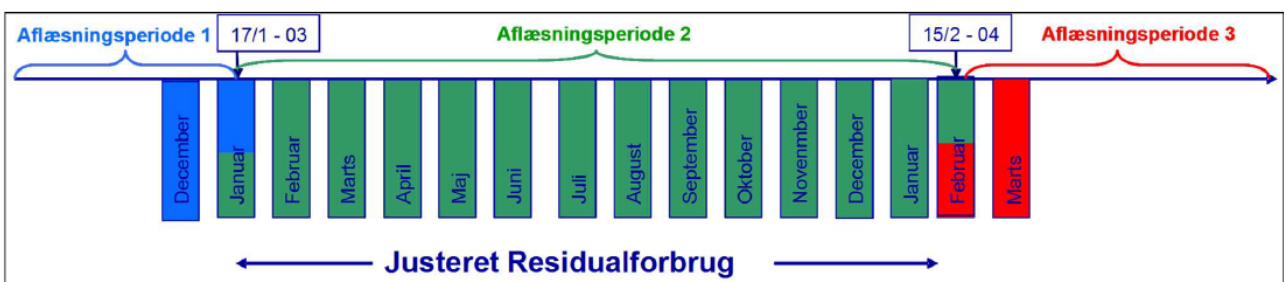 Aflæsningsperiode 1
17/1 - 03
Aflæsningsperiode 2
15/2 - 04
Aflæsningsperiode 3
December
Januar
Februar
Marts
April
Maj
Juni
Juli
August
September
Oktober
Novenmber
December
Januar
Februar
Marts
Justeret Residualforbrug